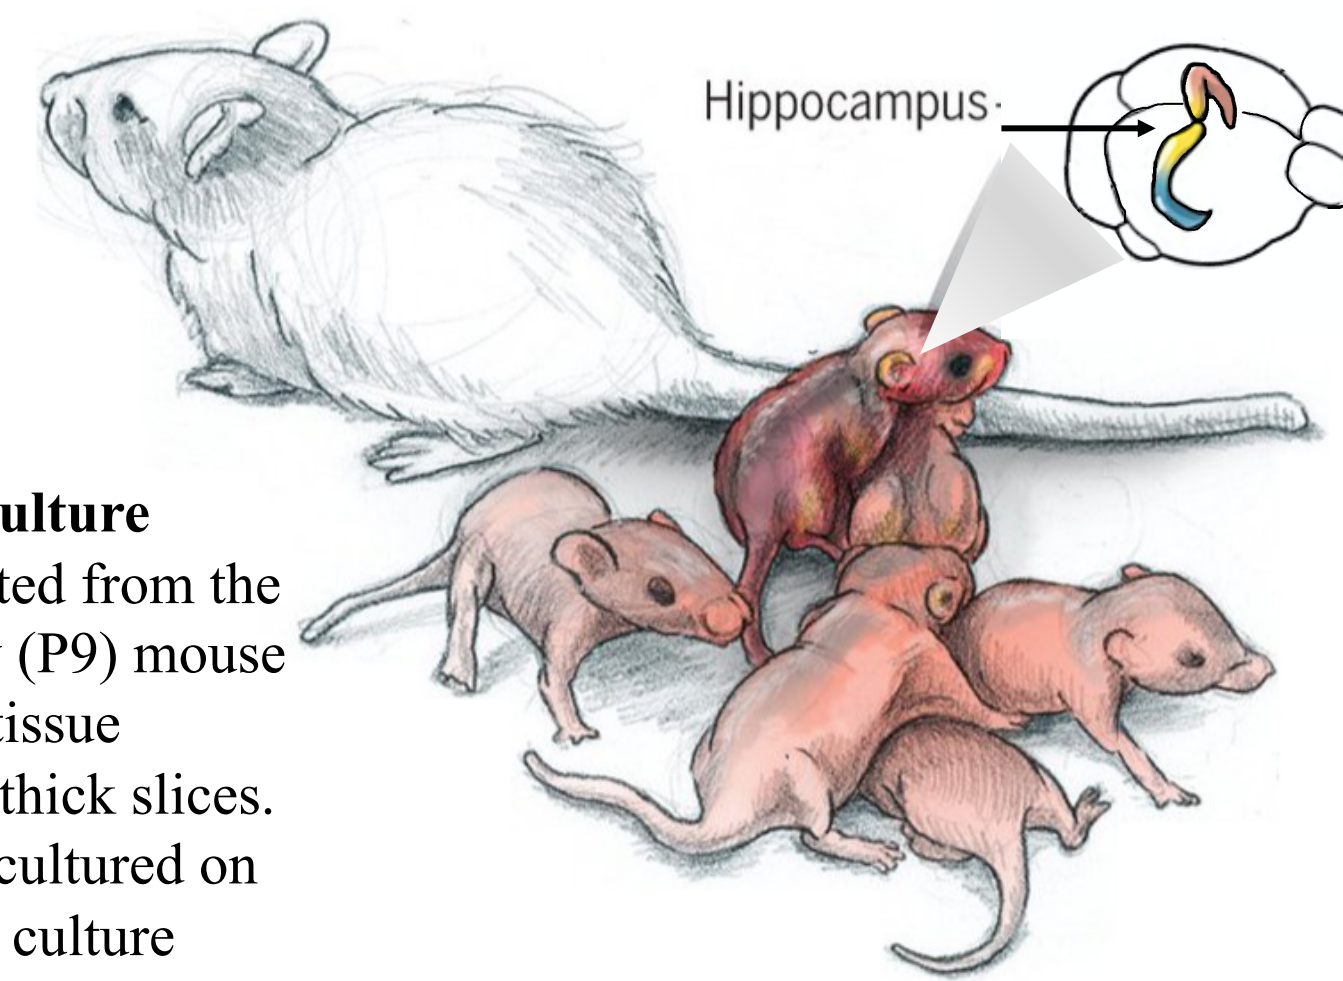 Hippocampus
ulture
ted from the
(P9) mouse
tissue
thick slices.
cultured on
culture